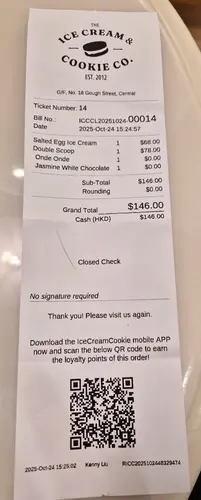 THE
ICE CREAM &
COOKIE CO.
EST. 2012
G/F, No. 18 Gough Street, Central
Ticket Number: 14
Bill No.: ICCCL20251024-00014
Date 2025-Oct-24 15:24:57
Salted Egg Ice Cream 1 $68.00
Double Scoop 1 $78.00
Onde Onde 1 $0.00
Jasmine White Chocolate 1 $0.00
Sub-Total $146.00
Rounding $0.00
Grand Total $146.00
Cash (HKD) $146.00
Closed Check
No signature required
Thank you! Please visit us again.
Download the IceCreamCookie mobile APP
now and scan the below QR code to earn
the loyalty points of this order!
2025-Oct-24 15:25:02 Kenny Liu RICC2025102448329474